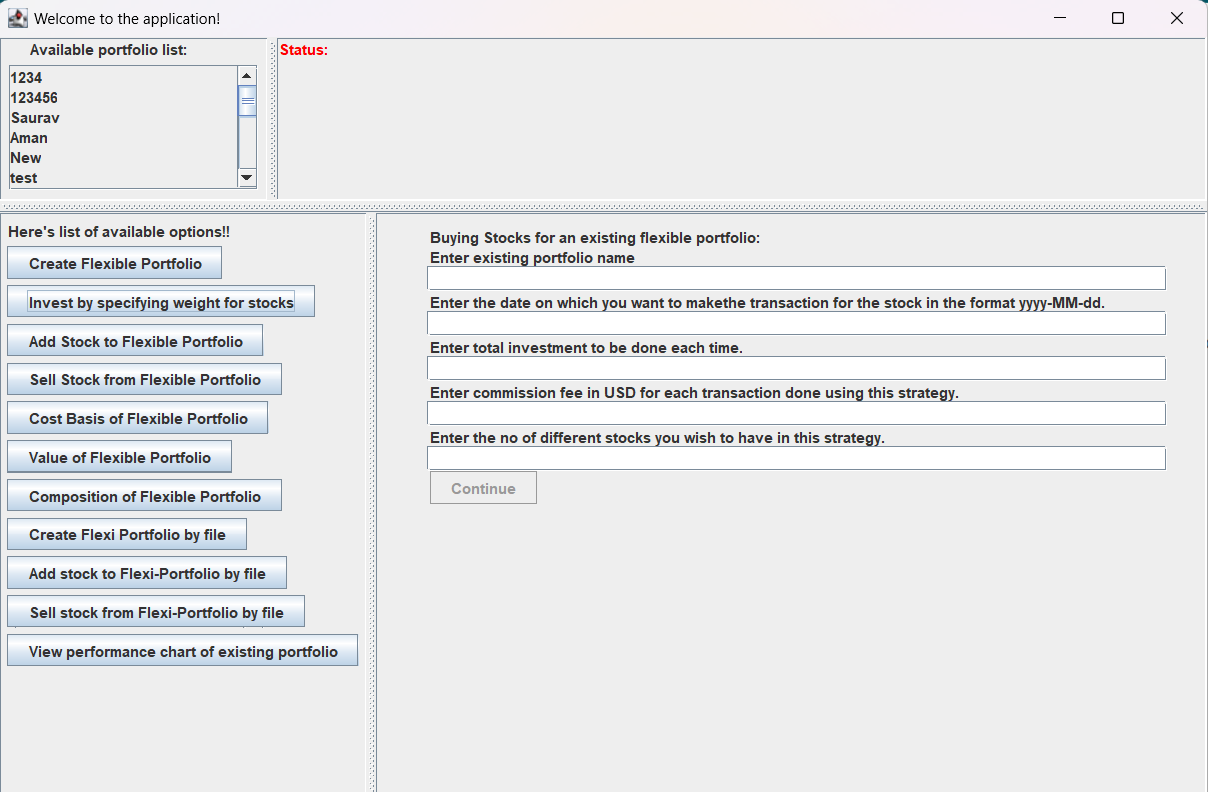 Welcome to the application!
Available portfolio list:
1234
123456
Saurav
Aman
New
test
Status:
Here's list of available options!!
Create Flexible Portfolio
Invest by specifying weight for stocks
Add Stock to Flexible Portfolio
Sell Stock from Flexible Portfolio
Cost Basis of Flexible Portfolio
Value of Flexible Portfolio
Composition of Flexible Portfolio
Create Flexi Portfolio by file
Add stock to Flexi-Portfolio by file
Sell stock from Flexi-Portfolio by file
View performance chart of existing portfolio
Buying Stocks for an existing flexible portfolio:
Enter existing portfolio name
Enter the date on which you want to makethe transaction for the stock in the format yyyy-MM-dd.
Enter total investment to be done each time.
Enter commission fee in USD for each transaction done using this strategy.
Enter the no of different stocks you wish to have in this strategy.
Continue